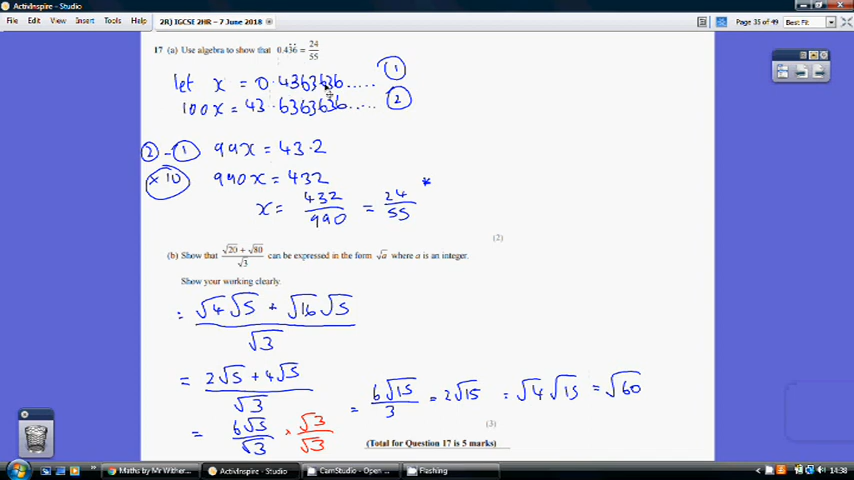 ActivInspire - Studio
File Edit View Insert Tools Help
2R) IGCSE 2HR – 7 June 2018
Page 35 of 49
Best Fit
17 (a) Use algebra to show that 0.43̇6̇ = 24/55
let x = 0.4363636..... ①
100x = 43.6363636..... ②
② - ① 99x = 43.2
×10 990x = 432
x = 432/990 = 24/55 *
(2)
(b) Show that (√20 + √80)/√3 can be expressed in the form √a where a is an integer.
Show your working clearly.
= (√4√5 + √16√5)/√3
= (2√5 + 4√5)/√3
= 6√5/√3 × √3/√3
= 6√15/3 = 2√15 = √4√15 = √60
(3)
(Total for Question 17 is 5 marks)
Maths by Mr Wither... ActivInspire - Studio CamStudio - Open ... Flashing 14:38